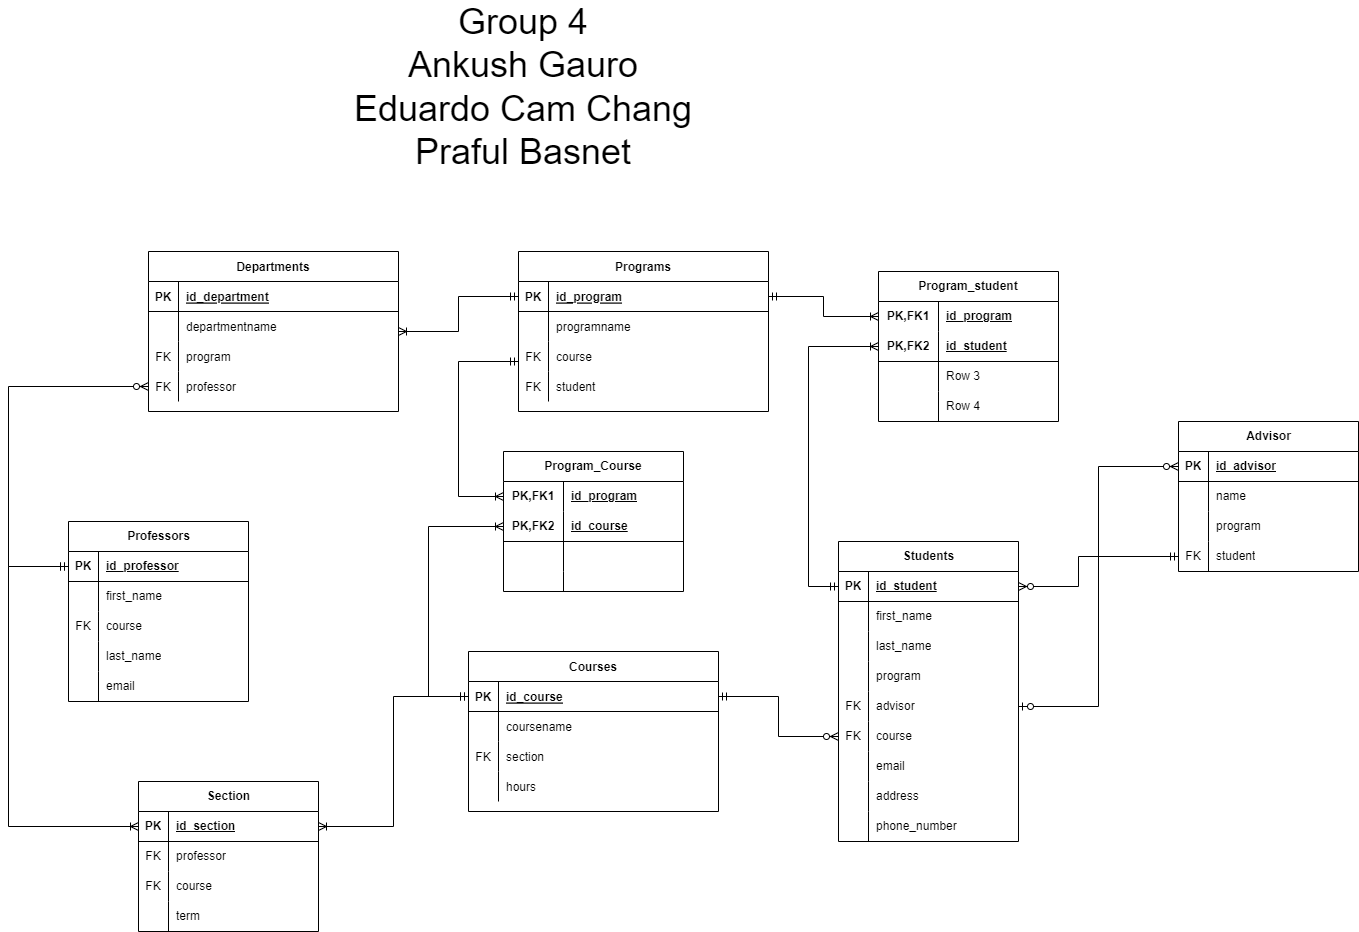 Group 4
Ankush Gauro
Eduardo Cam Chang
Praful Basnet
Departments
PK id_department
departmentname
FK program
FK professor
Programs
PK id_program
programname
FK course
FK student
Program_student
PK,FK1 id_program
PK,FK2 id_student
Row 3
Row 4
Advisor
PK id_advisor
name
program
FK student
Program_Course
PK,FK1 id_program
PK,FK2 id_course
Professors
PK id_professor
first_name
FK course
last_name
email
Students
PK id_student
first_name
last_name
program
FK advisor
FK course
email
address
phone_number
Courses
PK id_course
coursename
FK section
hours
Section
PK id_section
FK professor
FK course
term